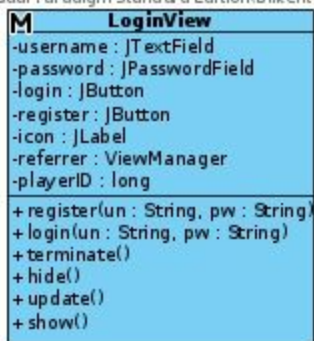 M LoginView
-username : JTextField
-password : JPasswordField
-login : JButton
-register : JButton
-icon : JLabel
-referrer : ViewManager
-playerID : long
+register(un : String, pw : String)
+login(un : String, pw : String)
+terminate()
+hide()
+update()
+show()